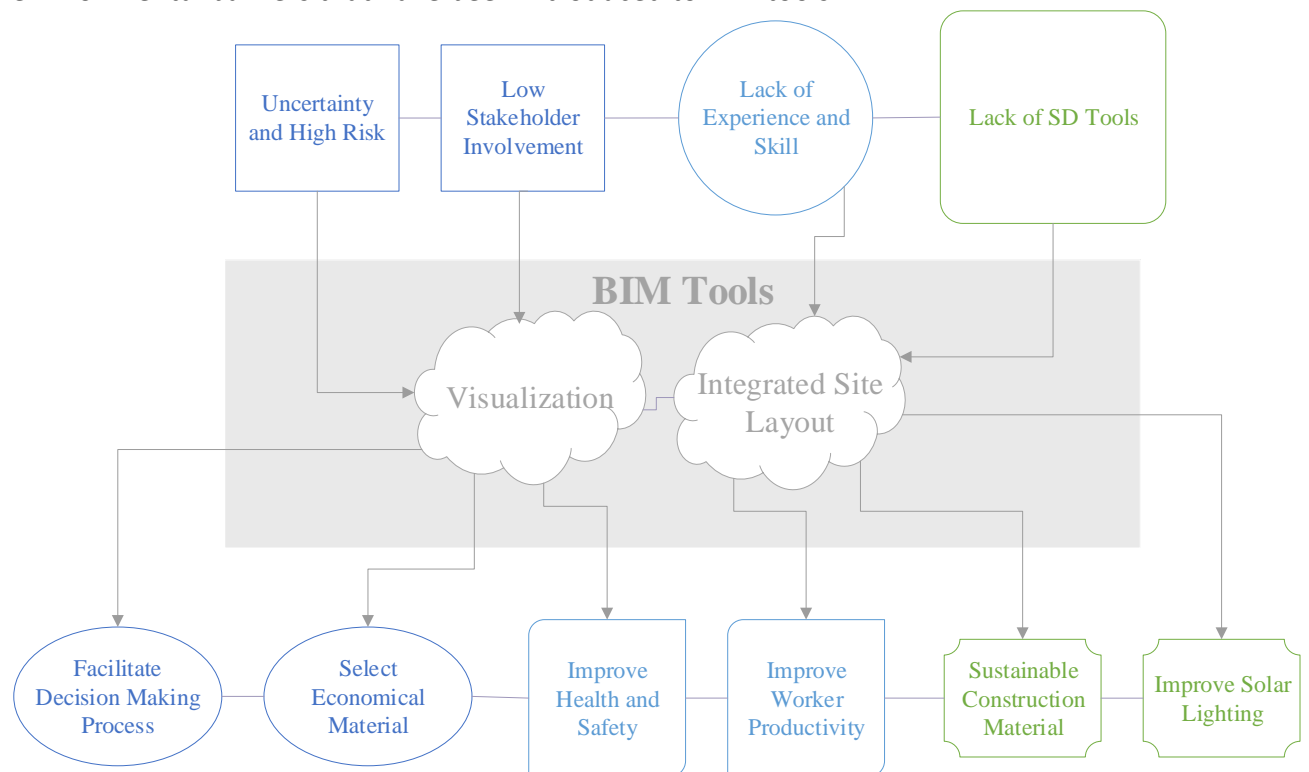 Uncertainty
and High Risk
Low
Stakeholder
Involvement
Lack of
Experience and
Skill
Lack of SD Tools
BIM Tools
Visualization
Integrated Site
Layout
Facilitate
Decision Making
Process
Select
Economical
Material
Improve
Health and
Safety
Improve
Worker
Productivity
Sustainable
Construction
Material
Improve Solar
Lighting